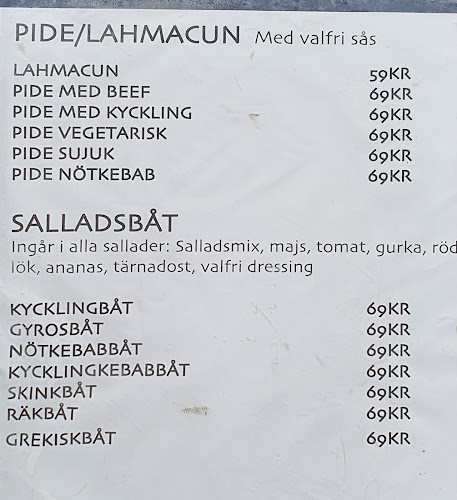 PIDE/LAHMACUN Med valfri sås
LAHMACUN 59KR
PIDE MED BEEF 69KR
PIDE MED KYCKLING 69KR
PIDE VEGETARISK 69KR
PIDE SUJUK 69KR
PIDE NÖTKEBAB 69KR
SALLADSBÅT
Ingår i alla sallader: Salladsmix, majs, tomat, gurka, röd
lök, ananas, tärnadost, valfri dressing
KYCKLINGBÅT 69KR
GYROSBÅT 69KR
NÖTKEBABBÅT 69KR
KYCKLINGKEBABBÅT 69KR
SKINKBÅT 69KR
RÄKBÅT 69KR
GREKISKBÅT 69KR